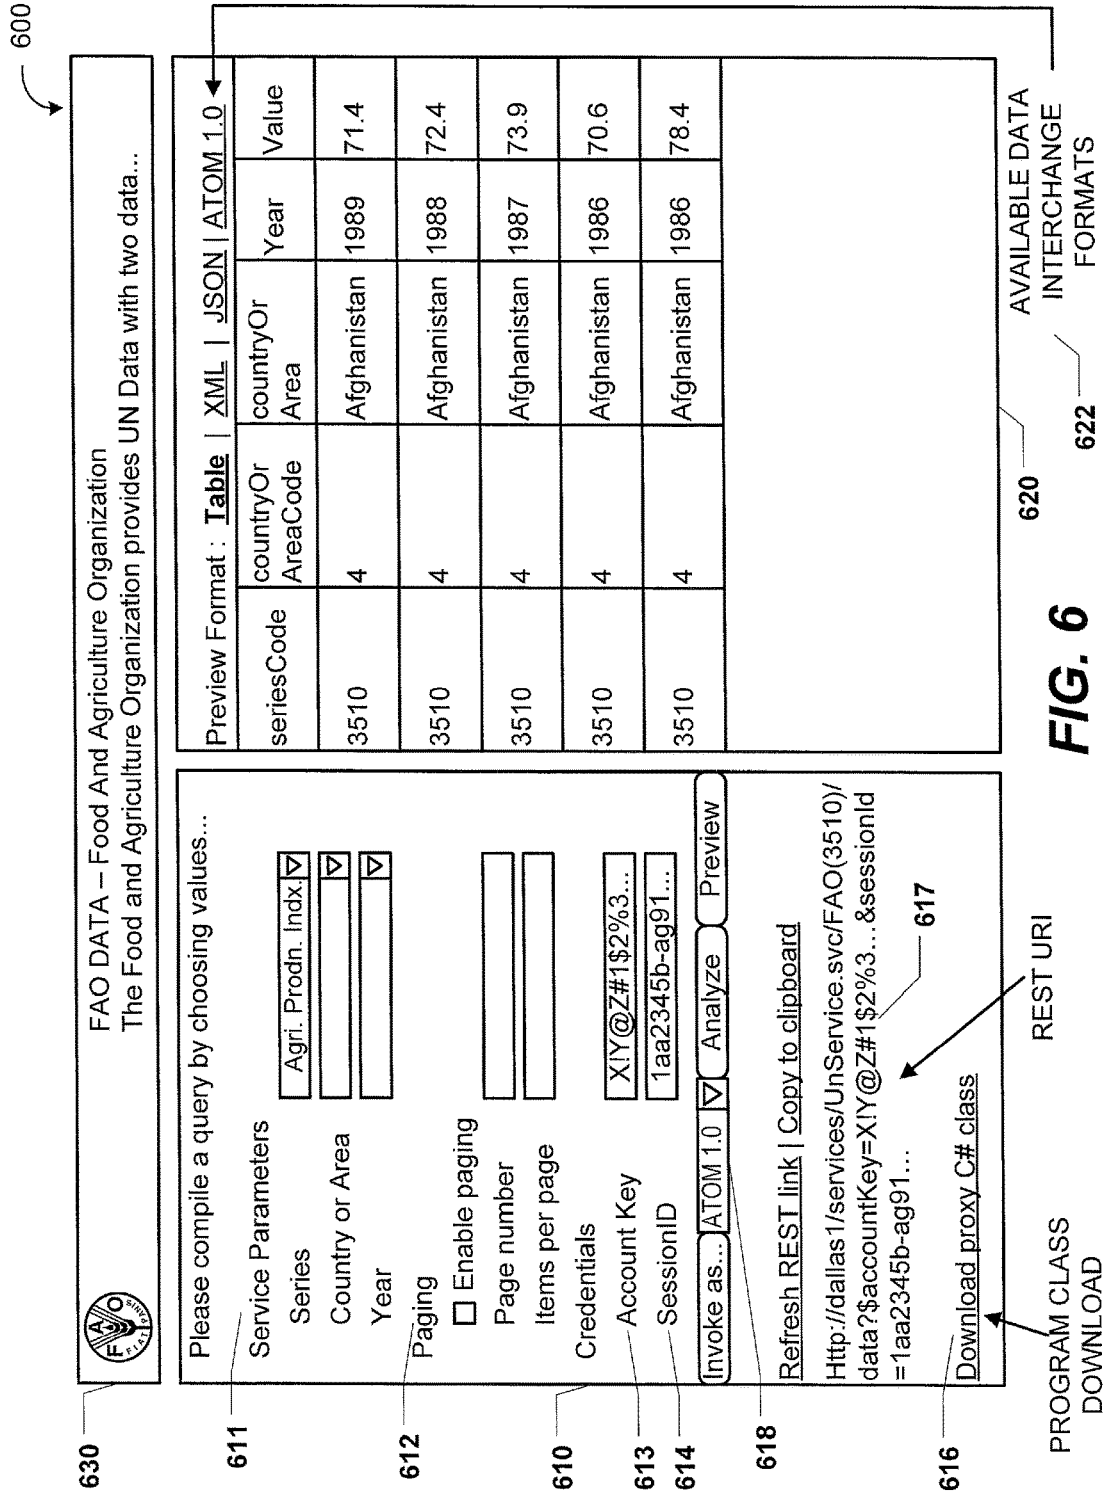 600
630
FAO DATA – Food And Agriculture Organization
The Food and Agriculture Organization provides UN Data with two data...
F A O
FIAT PANIS
Please compile a query by choosing values...
611
Service Parameters
Series Agri. Prodn. Indx.
Country or Area
Year
612
Paging
Enable paging
Page number
Items per page
610
Credentials
613
Account Key X!Y@Z#1$2%3...
614
SessionID 1aa2345b-ag91...
Invoke as... ATOM 1.0 Analyze Preview
618
Refresh REST link | Copy to clipboard
Http://dallas1/services/UnService.svc/FAO(3510)/
data?$accountKey=X!Y@Z#1$2%3...&sessionId
=1aa2345b-ag91...
617
616
Download proxy C# class
PROGRAM CLASS
DOWNLOAD
REST URI
Preview Format : Table | XML | JSON | ATOM 1.0
seriesCode countryOr AreaCode countryOr Area Year Value
3510 4 Afghanistan 1989 71.4
3510 4 Afghanistan 1988 72.4
3510 4 Afghanistan 1987 73.9
3510 4 Afghanistan 1986 70.6
3510 4 Afghanistan 1986 78.4
620
622
AVAILABLE DATA
INTERCHANGE
FORMATS
FIG. 6